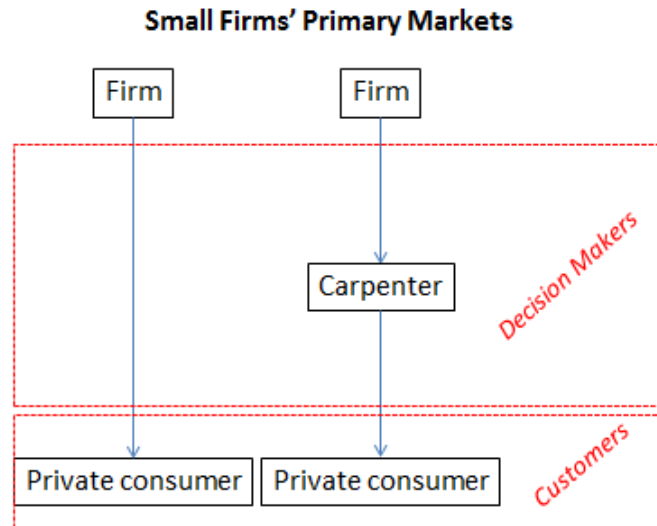 Small Firms' Primary Markets
Firm
Firm
Decision Makers
Carpenter
Customers
Private consumer
Private consumer